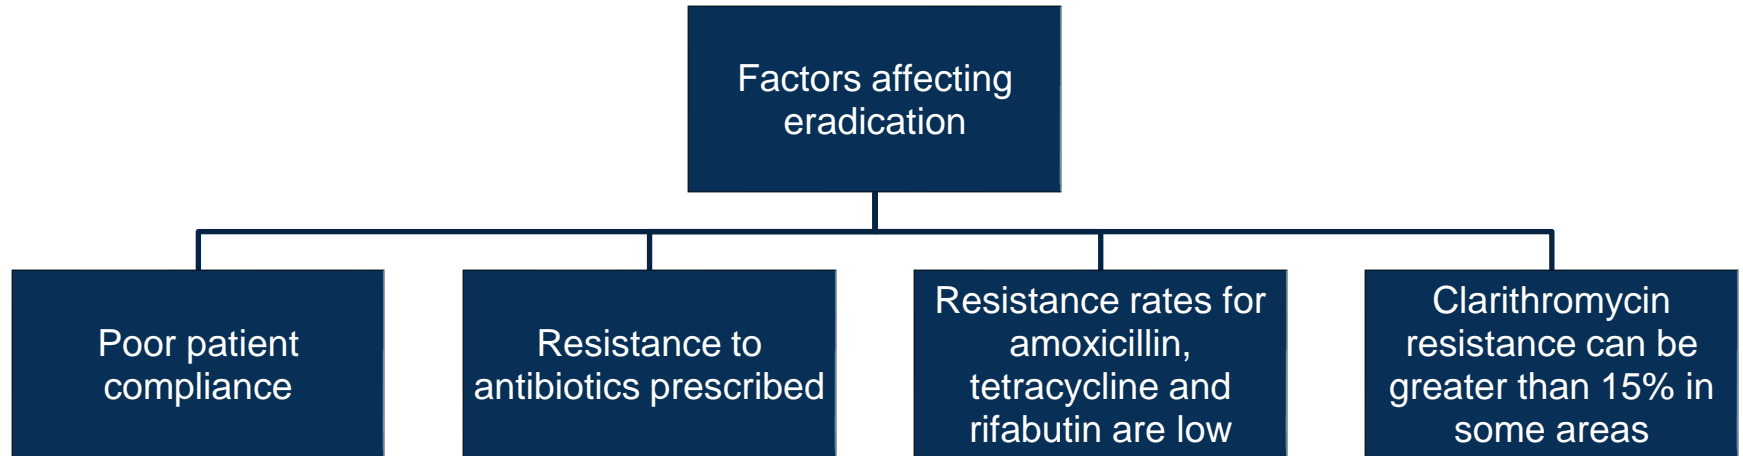 Factors affecting
eradication
Poor patient
compliance
Resistance to
antibiotics prescribed
Resistance rates for
amoxicillin,
tetracycline and
rifabutin are low
Clarithromycin
resistance can be
greater than 15% in
some areas